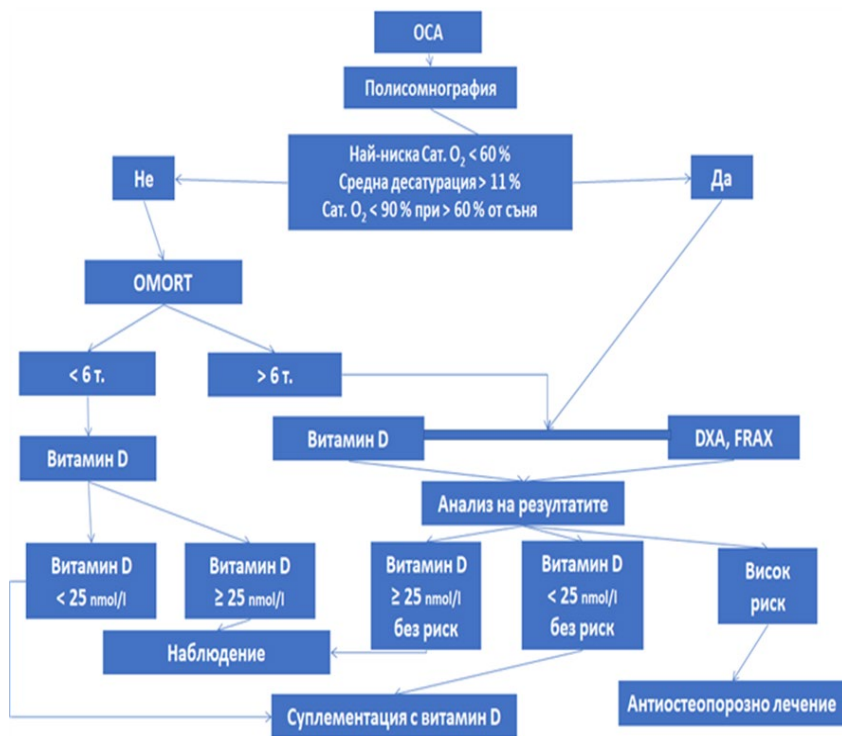 ОСА
Полисомнография
Най-ниска Сат. O₂ < 60 %
Средна десатурация > 11 %
Сат. O₂ < 90 % при > 60 % от съня
Не
Да
OMORT
< 6 т.
> 6 т.
Витамин D
Витамин D
DXA, FRAX
Анализ на резултатите
Витамин D
< 25 nmol/l
Витамин D
≥ 25 nmol/l
Витамин D
≥ 25 nmol/l
без риск
Витамин D
< 25 nmol/l
без риск
Висок
риск
Наблюдение
Суплементация с витамин D
Антиостеопорозно лечение